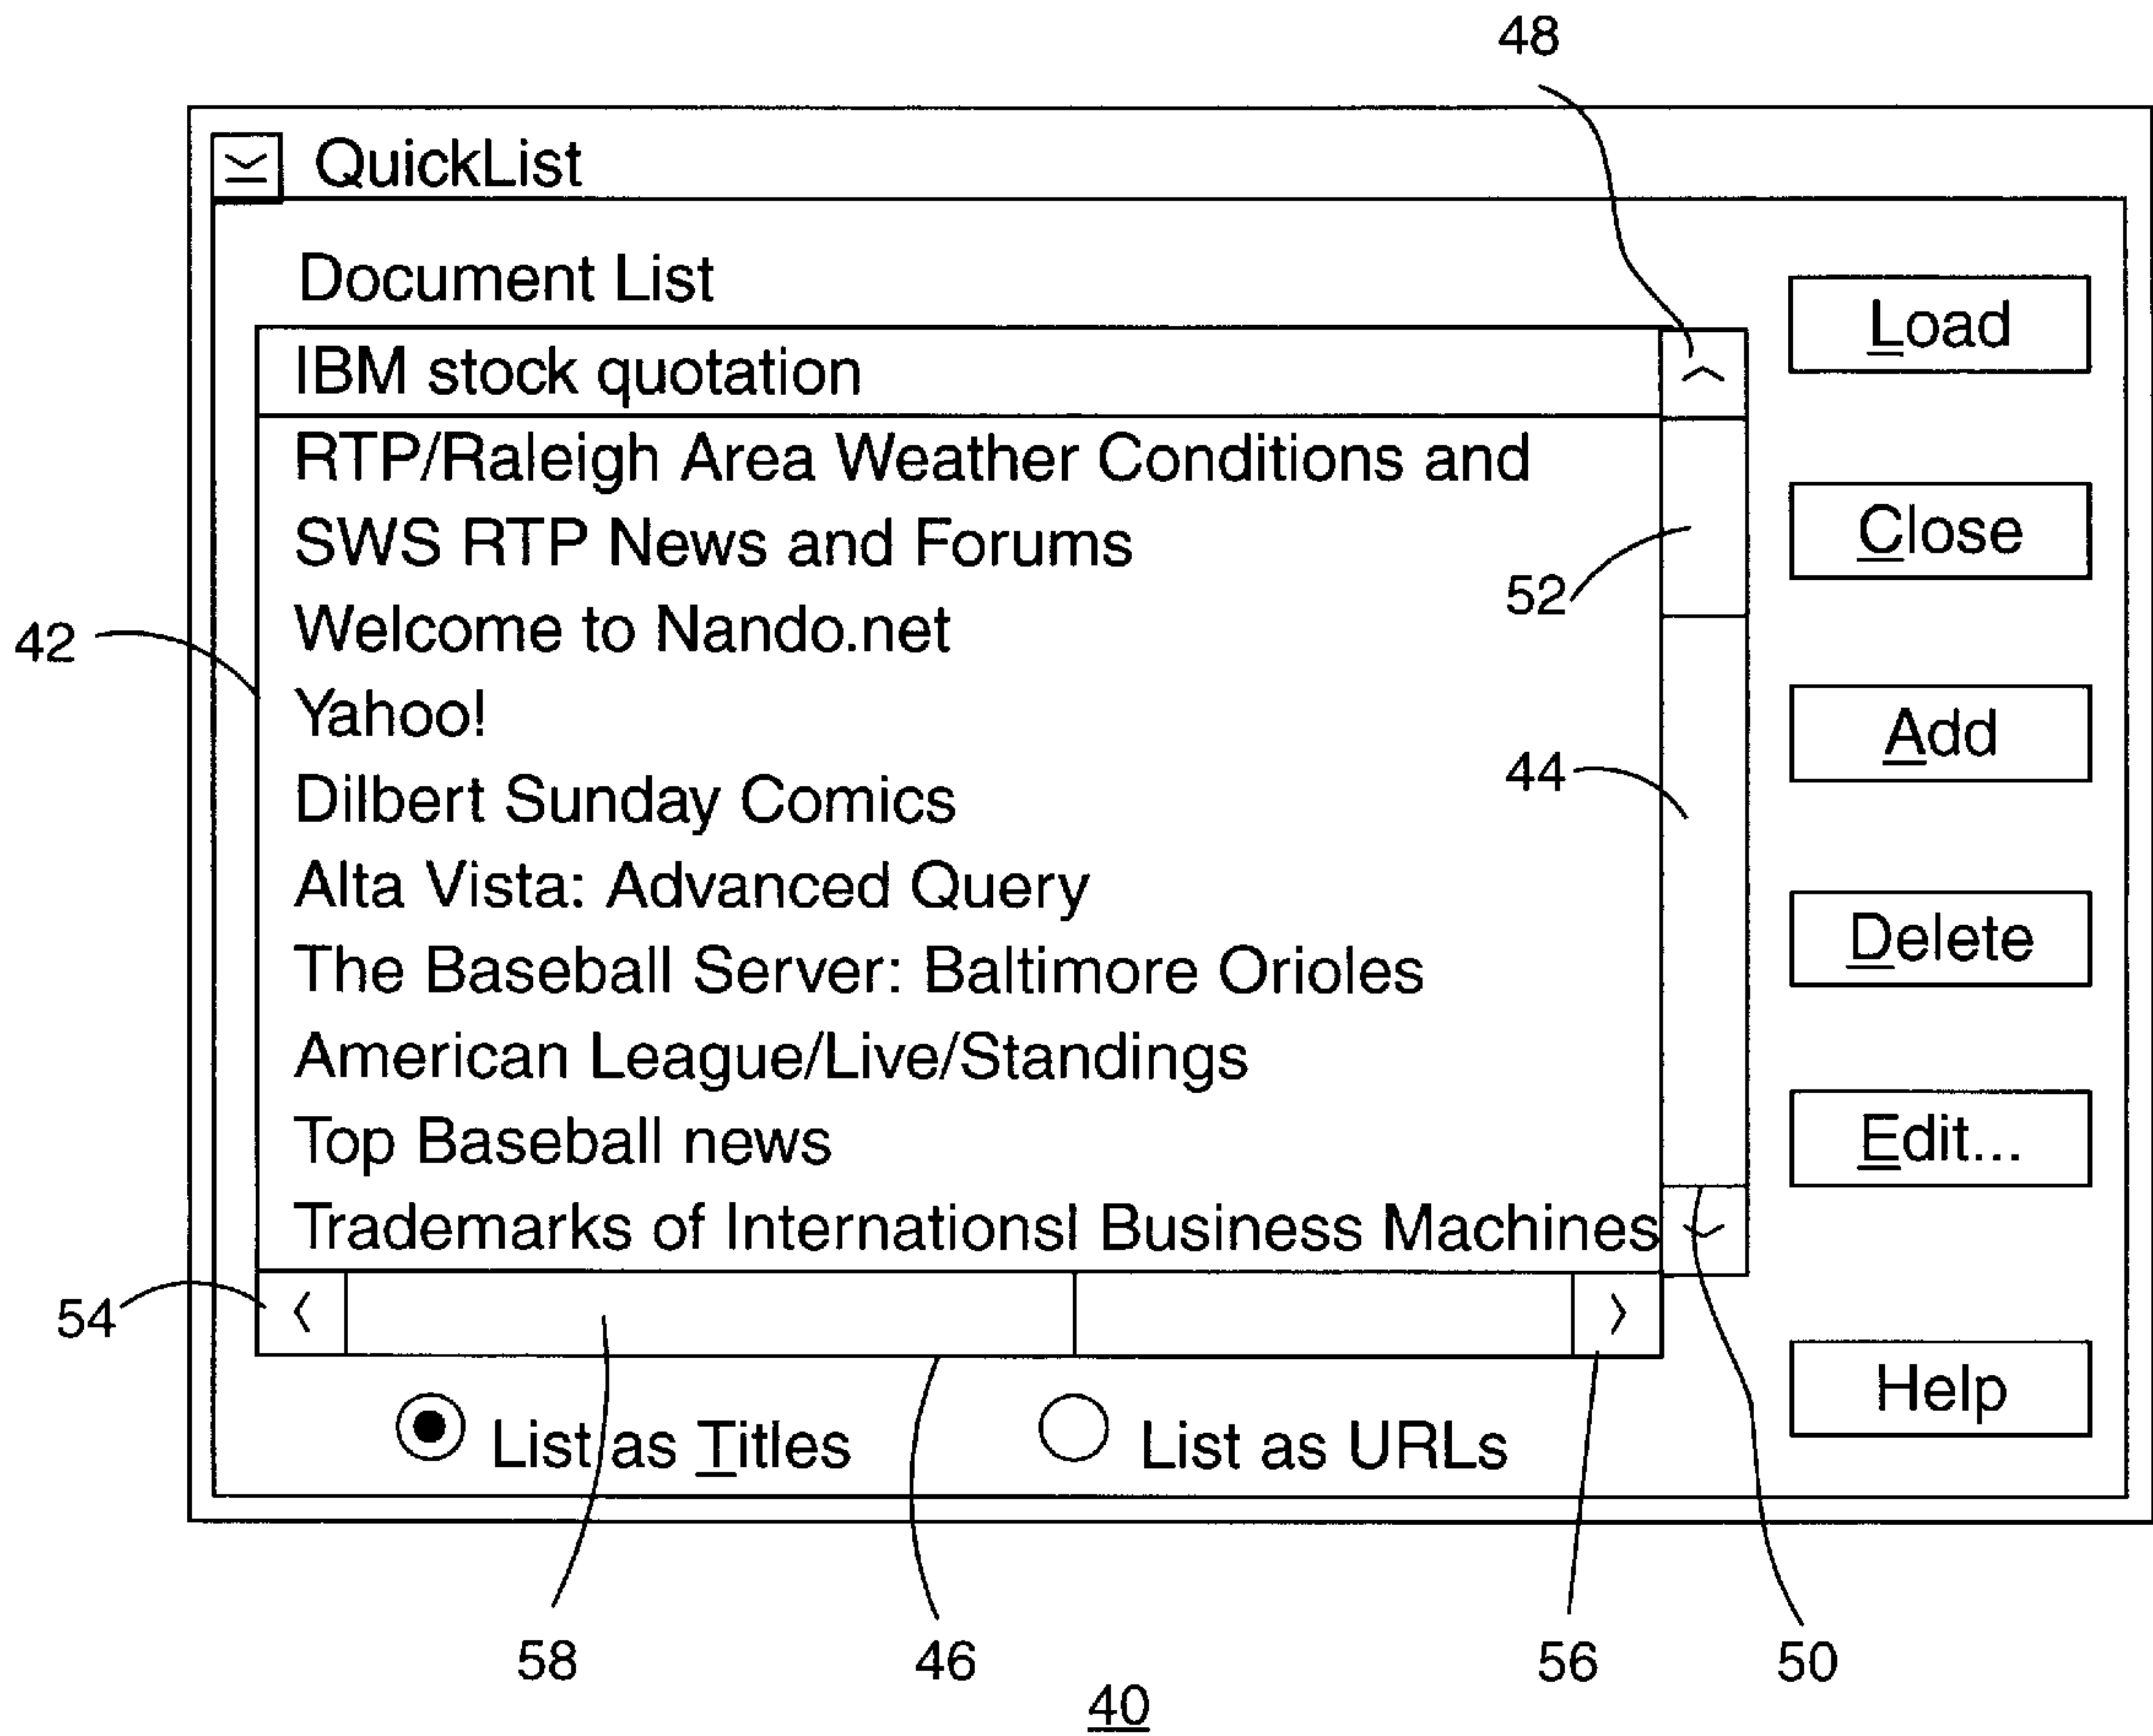 48
QuickList
Document List
Load
IBM stock quotation
RTP/Raleigh Area Weather Conditions and
Close
SWS RTP News and Forums
52
42
Welcome to Nando.net
Yahoo!
Add
44
Dilbert Sunday Comics
Alta Vista: Advanced Query
Delete
The Baseball Server: Baltimore Orioles
American League/Live/Standings
Edit...
Top Baseball news
Trademarks of Internationsl Business Machines
54
Help
List as Titles
List as URLs
58
46
56
50
40